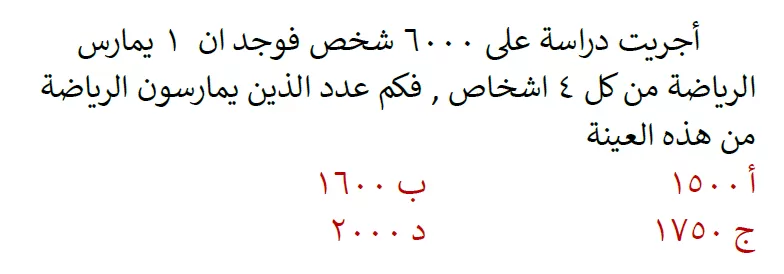 أجريت دراسة على ٦٠٠٠ شخص فوجد ان ١ يمارس
الرياضة من كل ٤ اشخاص , فكم عدد الذين يمارسون الرياضة
من هذه العينة
أ ١٥٠٠ ب ١٦٠٠
ج ١٧٥٠ د ٢٠٠٠